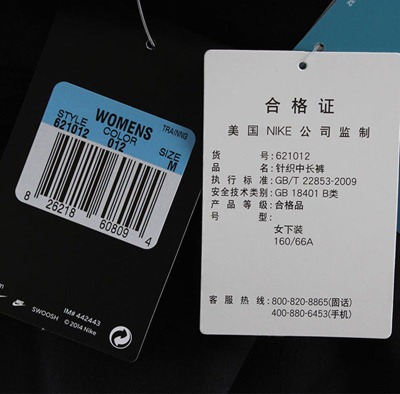 WOMENS
TRAINNG
STYLE
621012
COLOR
012
SIZE
M
8 26218 60809 4
IM# 442443
SWOOSH © 2014 Nike
合格证
美国 NIKE 公司监制
货号:621012
品名:针织中长裤
执行标准:GB/T 22853-2009
安全技术类别:GB 18401 B类
产品等级:合格品
号型:
女下装
160/66A
客服热线:800-820-8865(固话)
400-880-6453(手机)